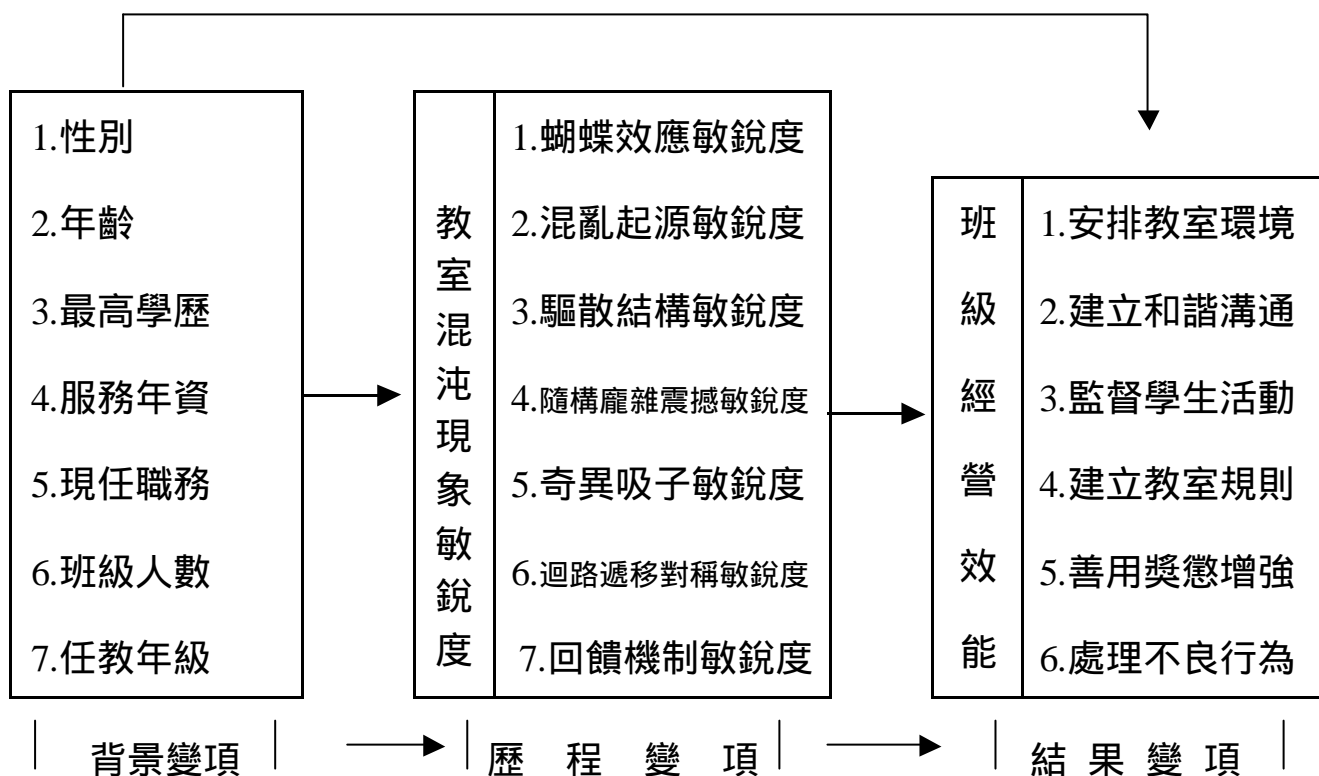 1.性別
2.年齡
3.最高學歷
4.服務年資
5.現任職務
6.班級人數
7.任教年級
教室混沌現象敏銳度
1.蝴蝶效應敏銳度
2.混亂起源敏銳度
3.驅散結構敏銳度
4.隨構龐雜震撼敏銳度
5.奇異吸子敏銳度
6.迴路遞移對稱敏銳度
7.回饋機制敏銳度
班級經營效能
1.安排教室環境
2.建立和諧溝通
3.監督學生活動
4.建立教室規則
5.善用獎懲增強
6.處理不良行為
背景變項
歷 程 變 項
結 果 變 項